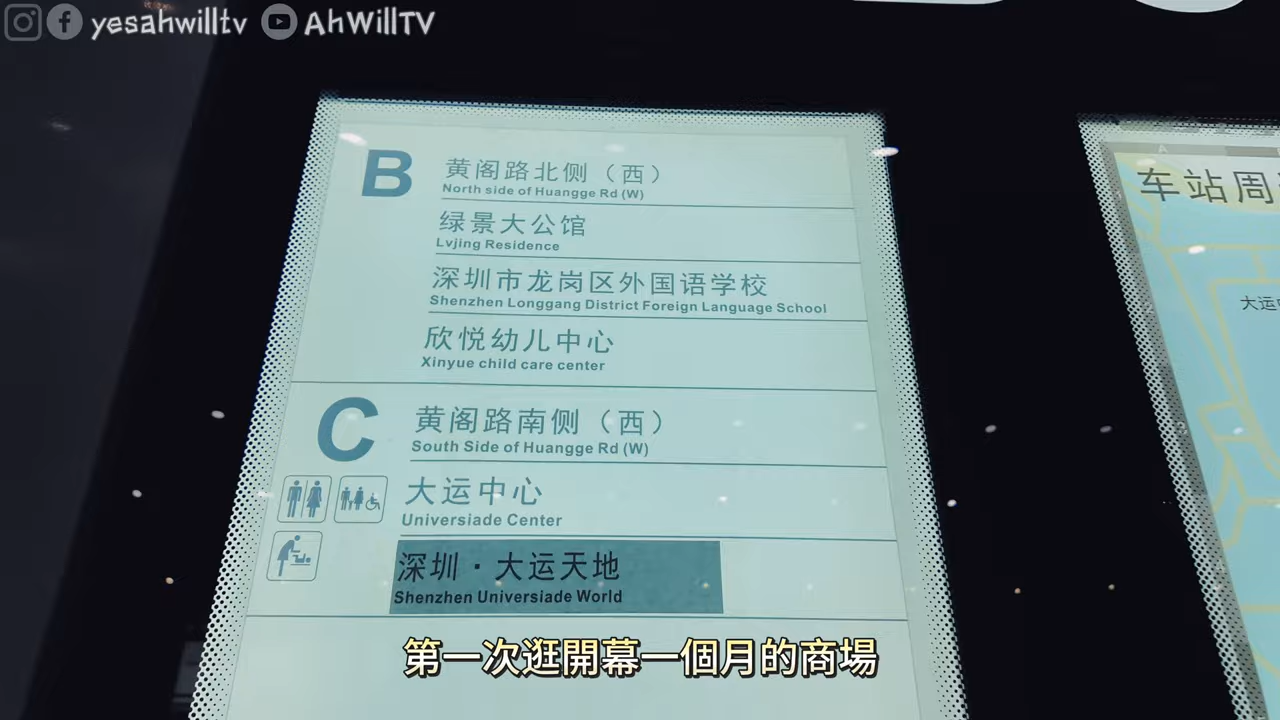 yesahwilltv AhWillTV
B
黄阁路北侧（西）
North side of Huangge Rd (W)
绿景大公馆
Lvjing Residence
深圳市龙岗区外国语学校
Shenzhen Longgang District Foreign Language School
欣悦幼儿中心
Xinyue child care center
C
黄阁路南侧（西）
South Side of Huangge Rd (W)
大运中心
Universiade Center
深圳·大运天地
Shenzhen Universiade World
车站周
大运
第一次逛開幕一個月的商場